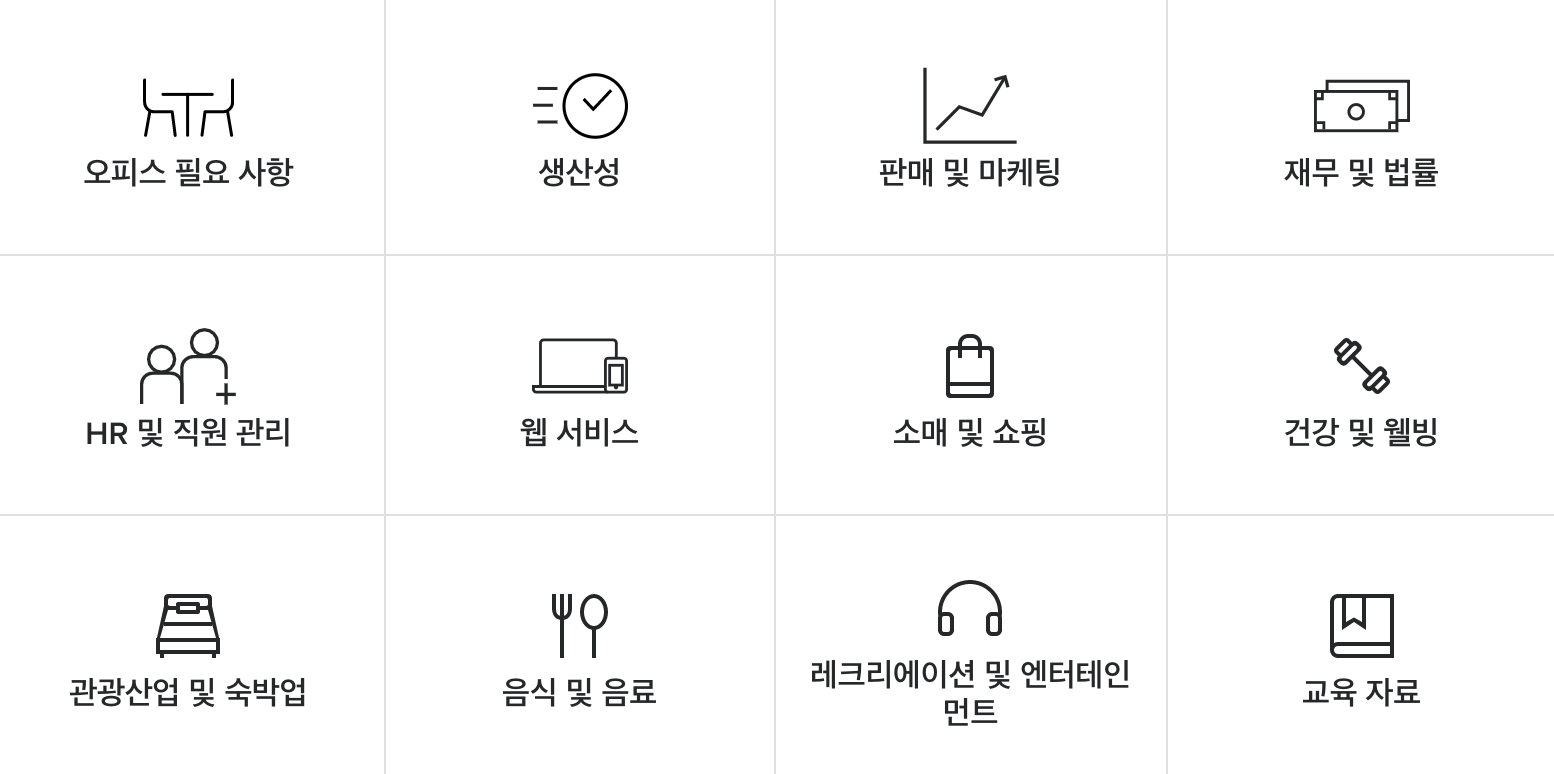 오피스 필요 사항
생산성
판매 및 마케팅
재무 및 법률
HR 및 직원 관리
웹 서비스
소매 및 쇼핑
건강 및 웰빙
관광산업 및 숙박업
음식 및 음료
레크리에이션 및 엔터테인
먼트
교육 자료